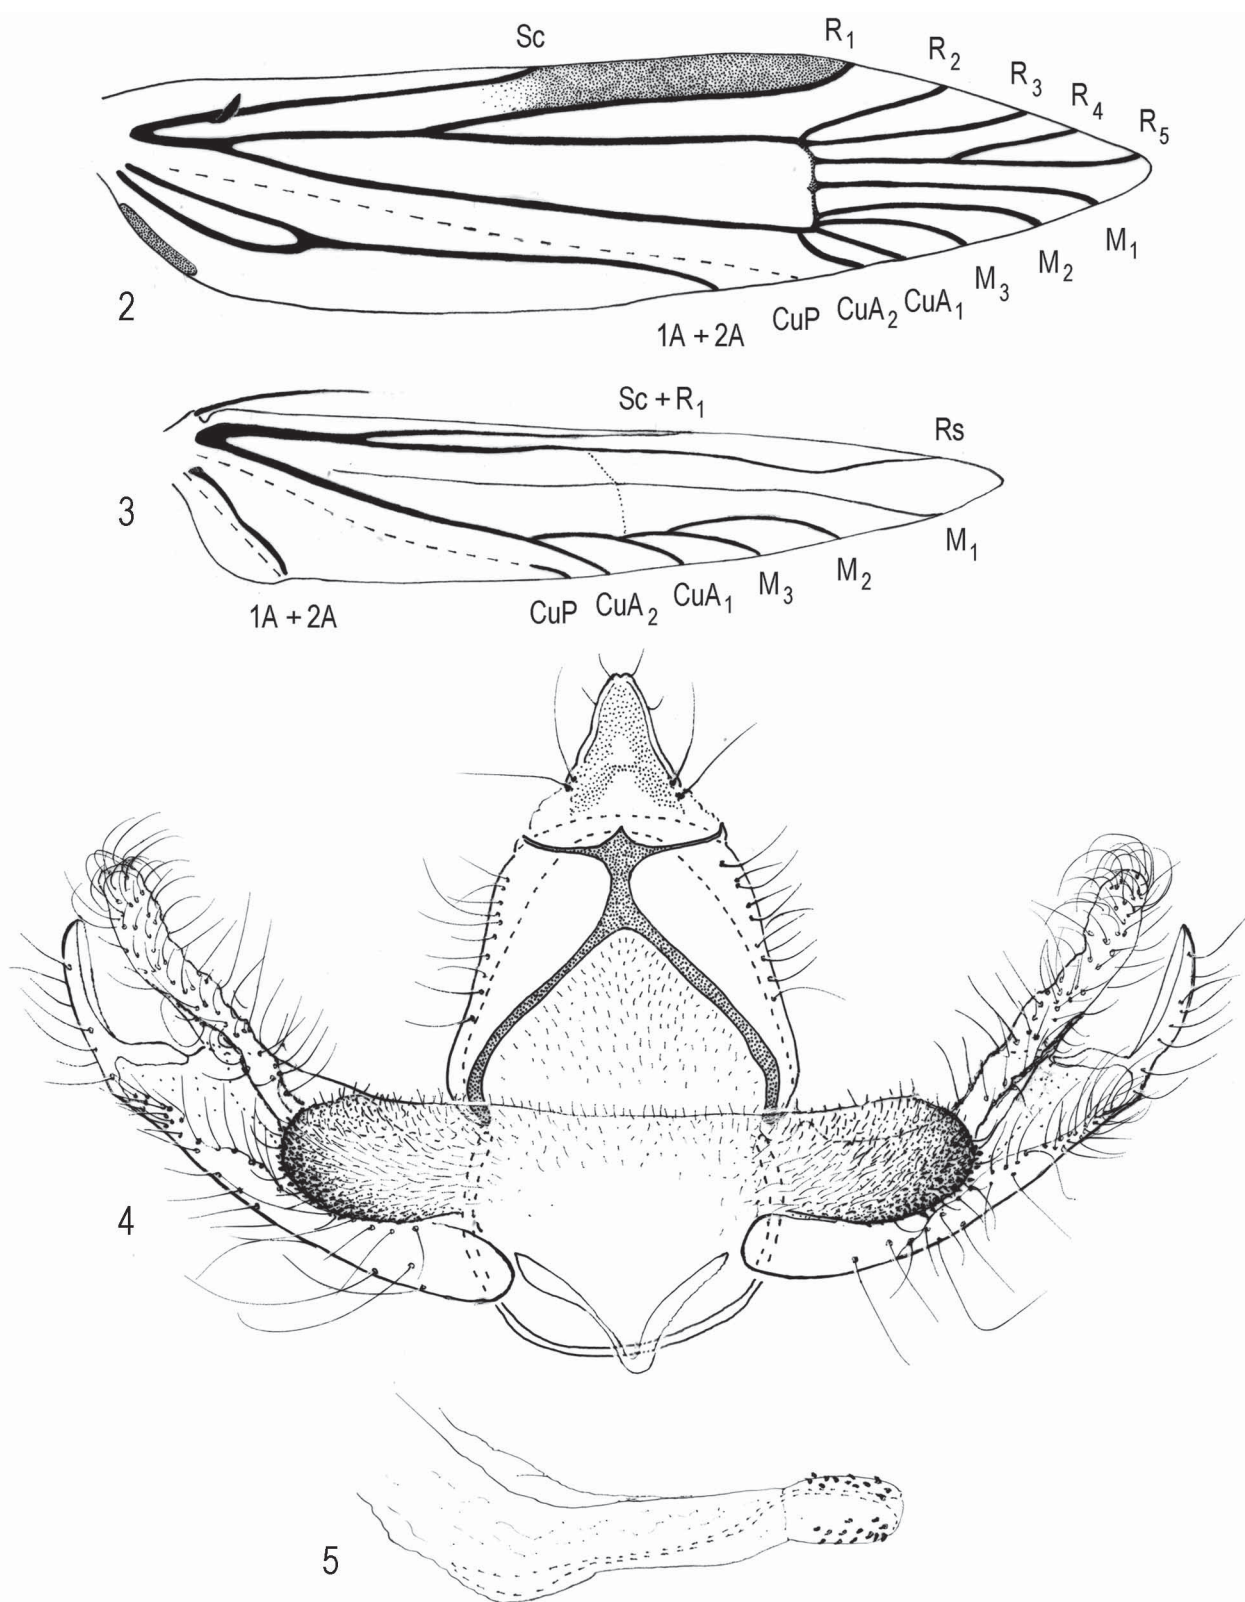 Sc R₁ R₂ R₃ R₄ R₅
2
1A + 2A CuP CuA₂ CuA₁ M₃ M₂ M₁
Sc + R₁ Rs
3
1A + 2A CuP CuA₂ CuA₁ M₃ M₂ M₁
4
5